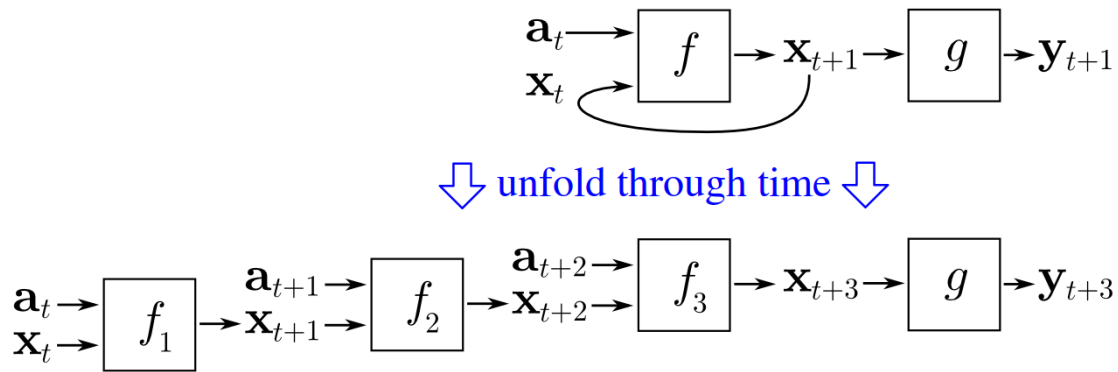 a_t f x_{t+1} g y_{t+1}
x_t
unfold through time
a_t f_1 a_{t+1} f_2 a_{t+2} f_3 x_{t+3} g y_{t+3}
x_t x_{t+1} x_{t+2}